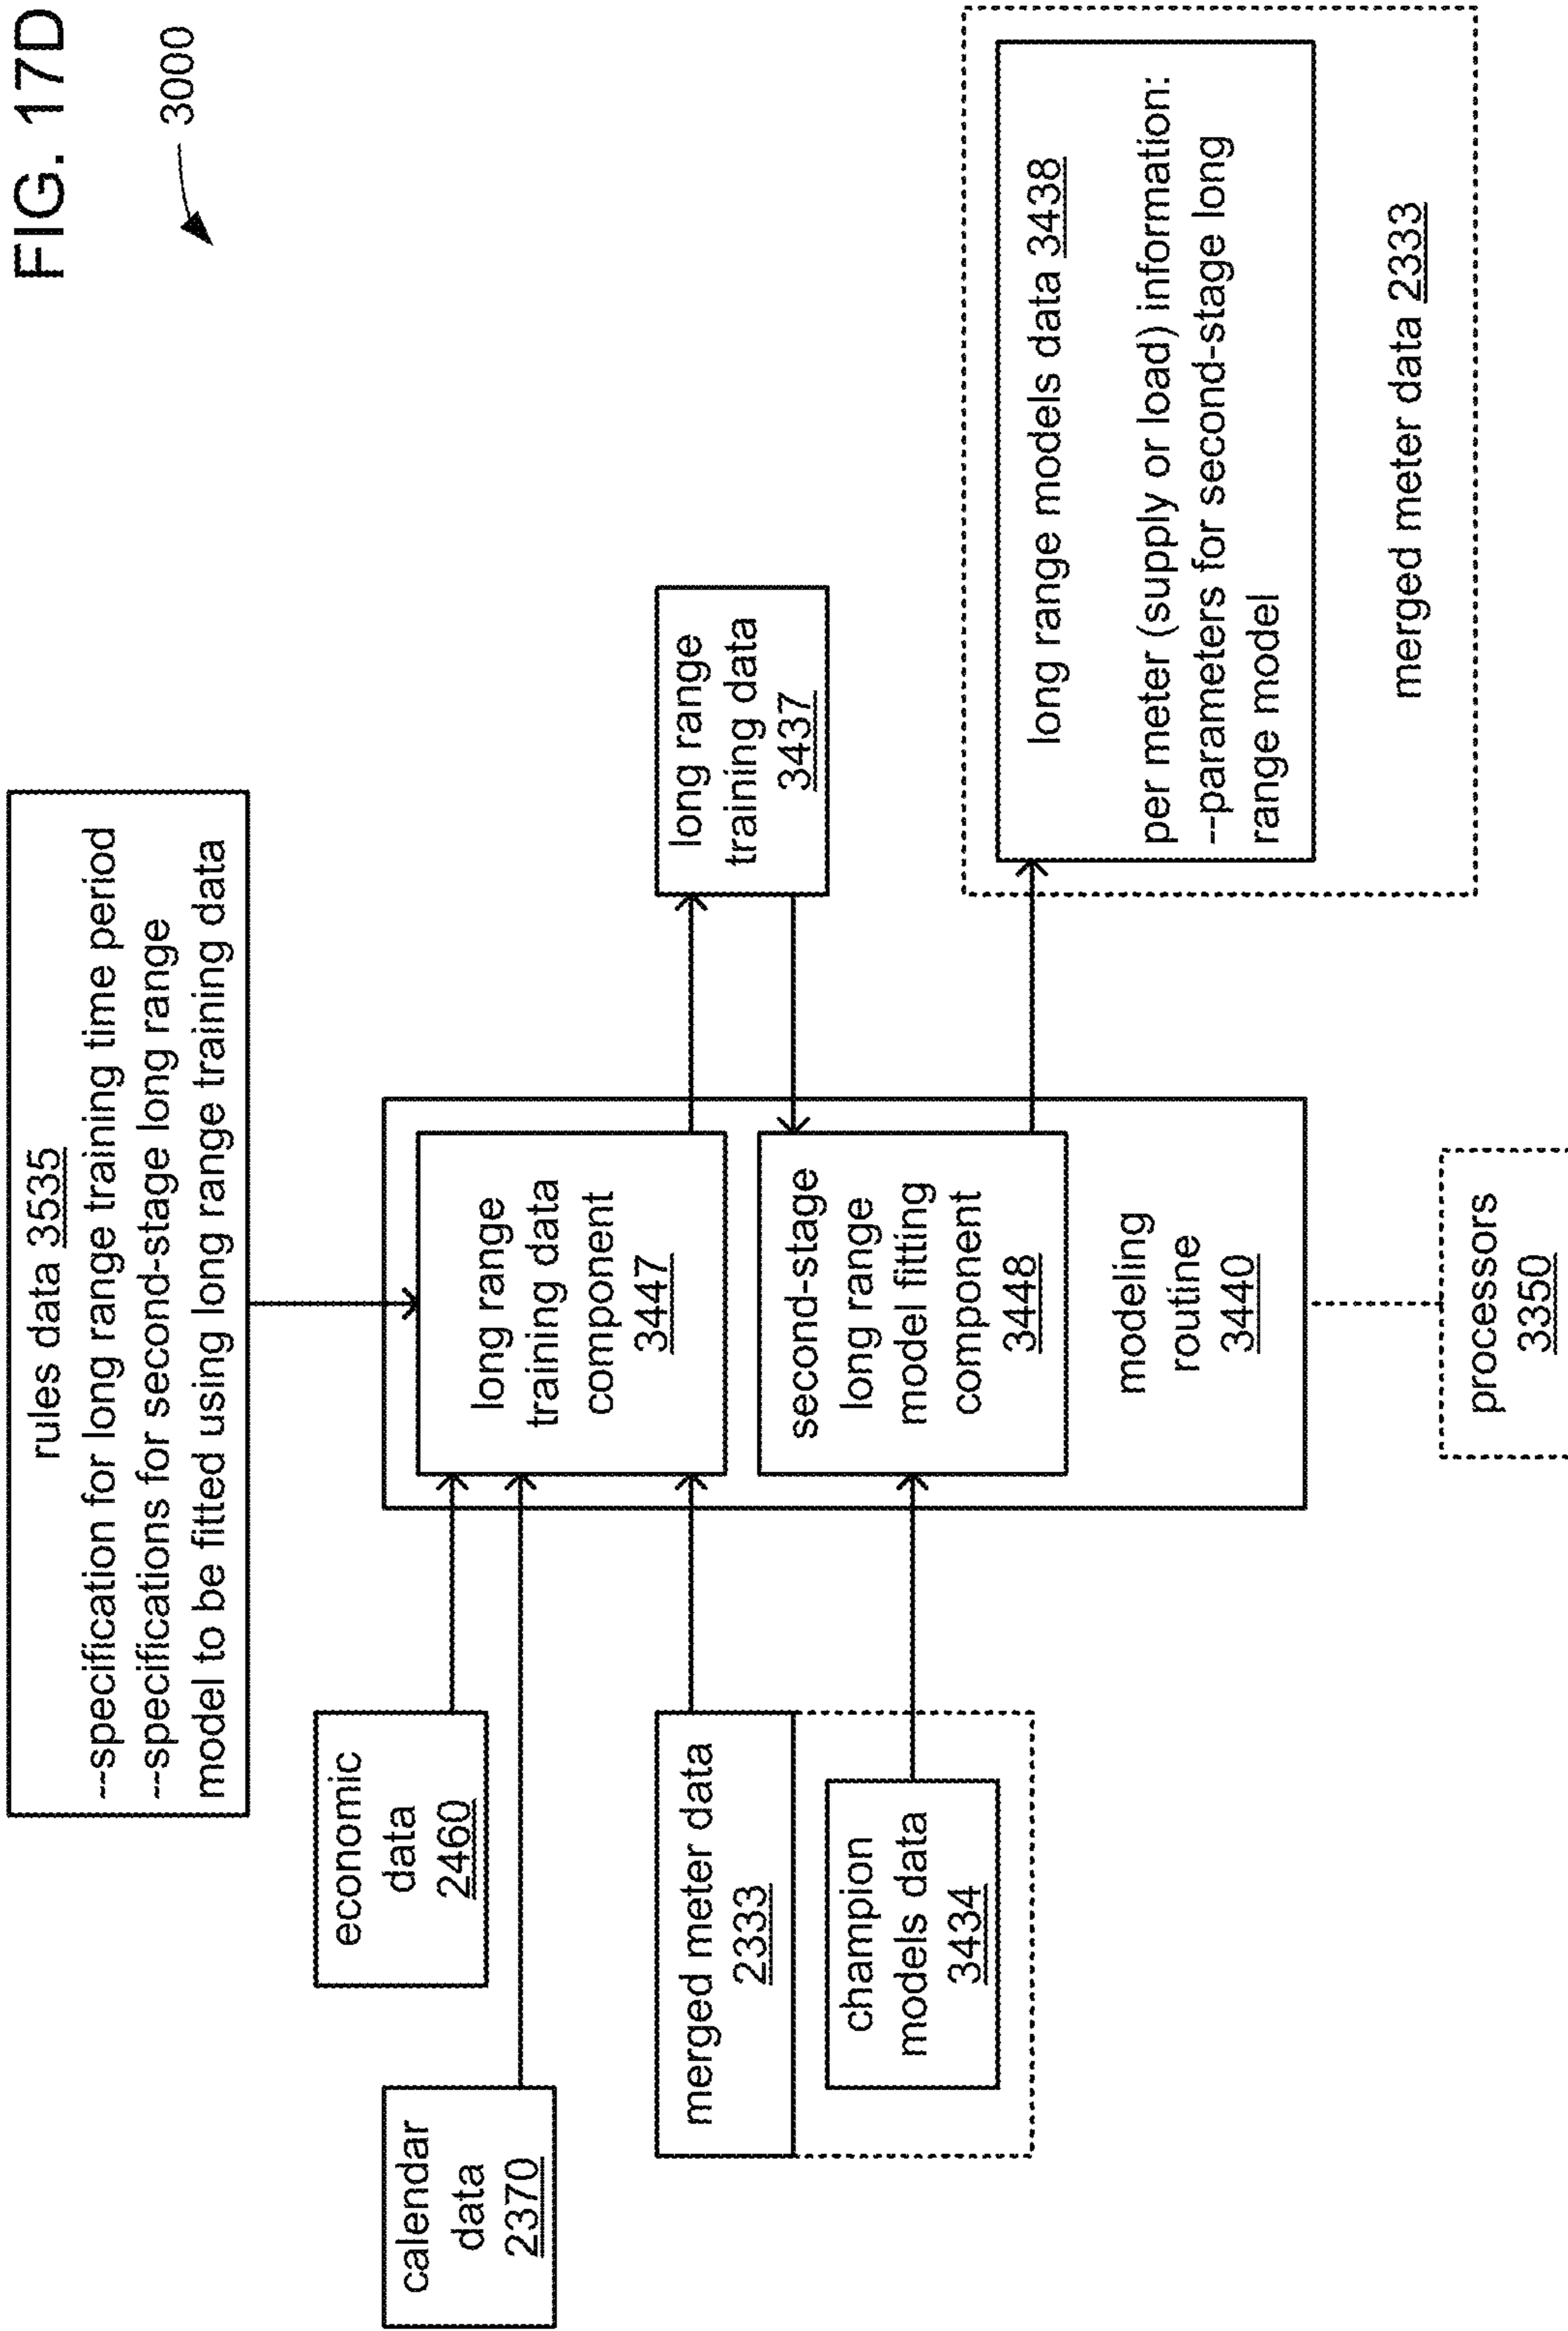 FIG. 17D
3000
rules data 3535
--specification for long range training time period
--specifications for second-stage long range
model to be fitted using long range training data
economic
data
2460
calendar
data
2370
merged meter data
2333
champion
models data
3434
long range
training data
component
3447
second-stage
long range
model fitting
component
3448
modeling
routine
3440
processors
3350
long range
training data
3437
long range models data 3438
per meter (supply or load) information:
--parameters for second-stage long
range model
merged meter data 2333